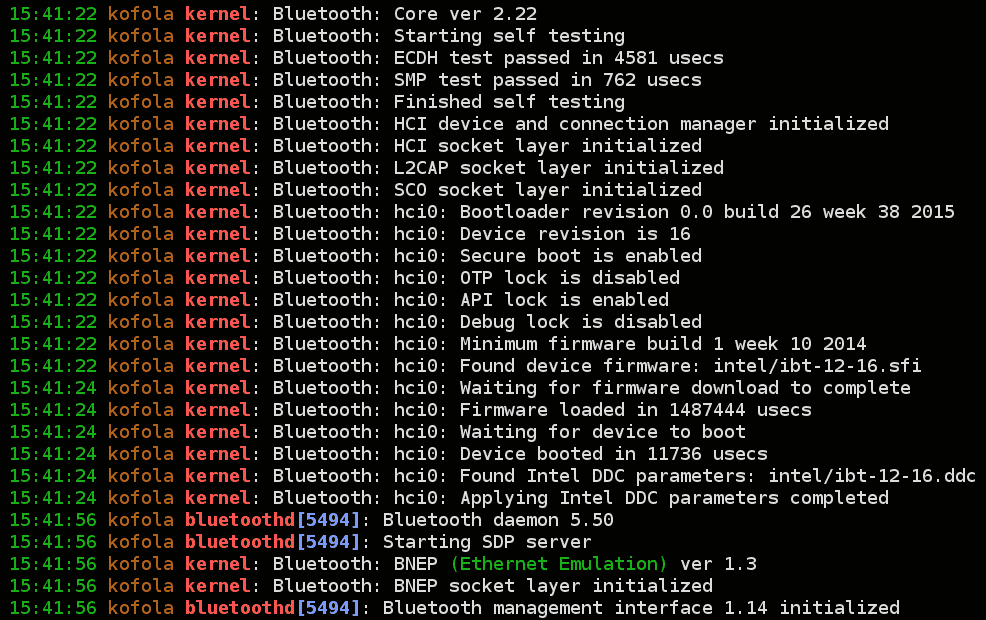 15:41:22 kofola kernel: Bluetooth: Core ver 2.22
15:41:22 kofola kernel: Bluetooth: Starting self testing
15:41:22 kofola kernel: Bluetooth: ECDH test passed in 4581 usecs
15:41:22 kofola kernel: Bluetooth: SMP test passed in 762 usecs
15:41:22 kofola kernel: Bluetooth: Finished self testing
15:41:22 kofola kernel: Bluetooth: HCI device and connection manager initialized
15:41:22 kofola kernel: Bluetooth: HCI socket layer initialized
15:41:22 kofola kernel: Bluetooth: L2CAP socket layer initialized
15:41:22 kofola kernel: Bluetooth: SCO socket layer initialized
15:41:22 kofola kernel: Bluetooth: hci0: Bootloader revision 0.0 build 26 week 38 2015
15:41:22 kofola kernel: Bluetooth: hci0: Device revision is 16
15:41:22 kofola kernel: Bluetooth: hci0: Secure boot is enabled
15:41:22 kofola kernel: Bluetooth: hci0: OTP lock is disabled
15:41:22 kofola kernel: Bluetooth: hci0: API lock is enabled
15:41:22 kofola kernel: Bluetooth: hci0: Debug lock is disabled
15:41:22 kofola kernel: Bluetooth: hci0: Minimum firmware build 1 week 10 2014
15:41:22 kofola kernel: Bluetooth: hci0: Found device firmware: intel/ibt-12-16.sfi
15:41:24 kofola kernel: Bluetooth: hci0: Waiting for firmware download to complete
15:41:24 kofola kernel: Bluetooth: hci0: Firmware loaded in 1487444 usecs
15:41:24 kofola kernel: Bluetooth: hci0: Waiting for device to boot
15:41:24 kofola kernel: Bluetooth: hci0: Device booted in 11736 usecs
15:41:24 kofola kernel: Bluetooth: hci0: Found Intel DDC parameters: intel/ibt-12-16.ddc
15:41:24 kofola kernel: Bluetooth: hci0: Applying Intel DDC parameters completed
15:41:56 kofola bluetoothd[5494]: Bluetooth daemon 5.50
15:41:56 kofola bluetoothd[5494]: Starting SDP server
15:41:56 kofola kernel: Bluetooth: BNEP (Ethernet Emulation) ver 1.3
15:41:56 kofola kernel: Bluetooth: BNEP socket layer initialized
15:41:56 kofola bluetoothd[5494]: Bluetooth management interface 1.14 initialized